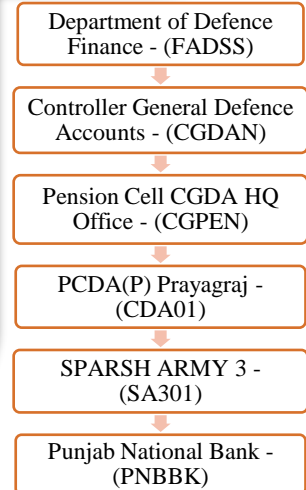 Department of Defence
Finance - (FADSS)
Controller General Defence
Accounts - (CGDAN)
Pension Cell CGDA HQ
Office - (CGPEN)
PCDA(P) Prayagraj -
(CDA01)
SPARSH ARMY 3 -
(SA301)
Punjab National Bank -
(PNBBK)